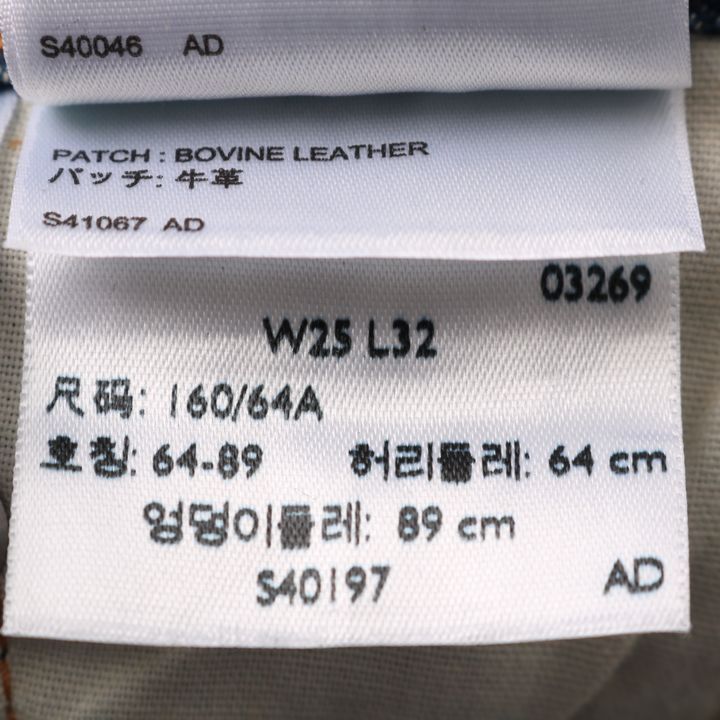 S40046 AD
PATCH : BOVINE LEATHER
パッチ: 牛革
S41067 AD
03269
W25 L32
尺码: 160/64A
호칭: 64-89 허리둘레: 64 cm
엉덩이둘레: 89 cm
S40197 AD